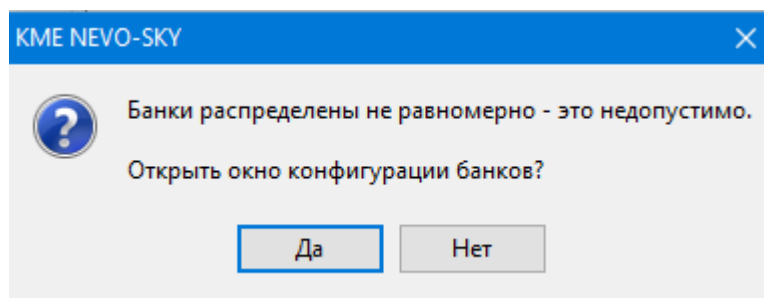 KME NEVO-SKY
Банки распределены не равномерно - это недопустимо.
Открыть окно конфигурации банков?
Да
Нет